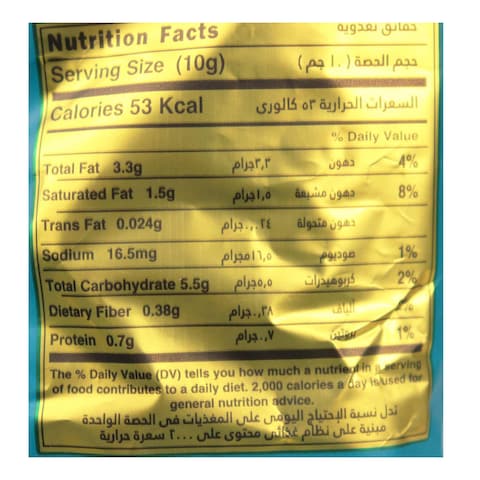 Nutrition Facts حقائق تغذوية
Serving Size (10g) حجم الحصة (١٠ جم)
Calories 53 Kcal السعرات الحرارية ٥٣ كالورى
% Daily Value
Total Fat 3.3g ٣,٣جرام دهون 4%
Saturated Fat 1.5g ١,٥جرام دهون مشبعة 8%
Trans Fat 0.024g ٠,٠٢٤جرام دهون متحولة
Sodium 16.5mg ١٦,٥مجرام صوديوم 1%
Total Carbohydrate 5.5g ٥,٥جرام كربوهيدرات 2%
Dietary Fiber 0.38g ٠,٣٨جرام ألياف
Protein 0.7g ٠,٧جرام بروتين 1%
The % Daily Value (DV) tells you how much a nutrient in a serving
of food contributes to a daily diet. 2,000 calories a day is used for
general nutrition advice.
تدل نسبة الإحتياج اليومى على المغذيات فى الحصة الواحدة
مبنية على نظام غذائى محتوى على ٢٠٠٠ سعرة حرارية